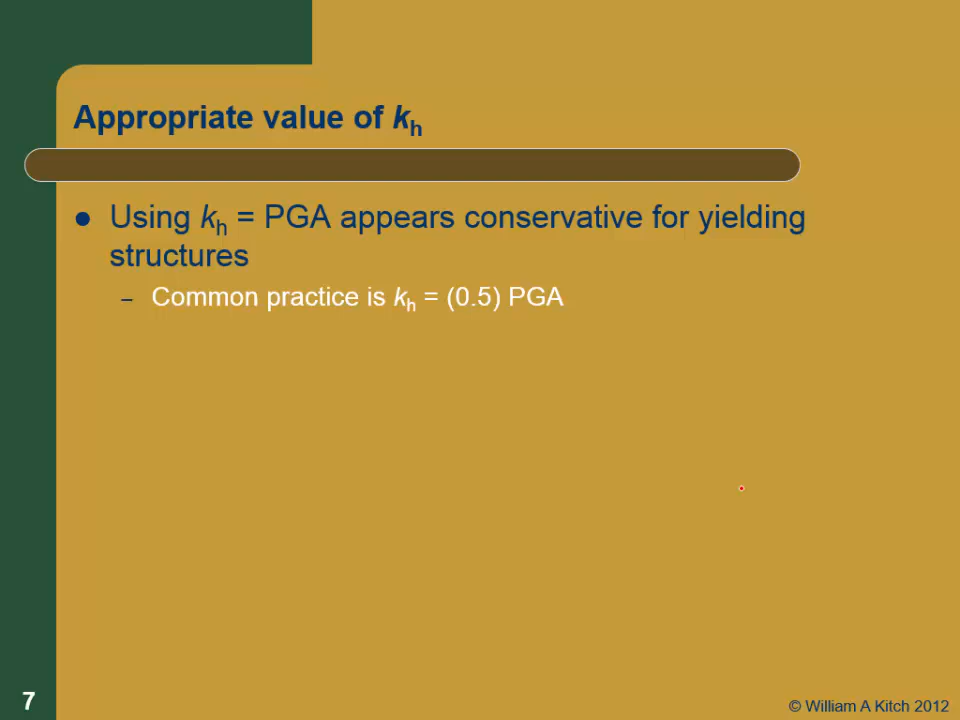 Appropriate value of kh
● Using kh = PGA appears conservative for yielding
structures
– Common practice is kh = (0.5) PGA
7
© William A Kitch 2012